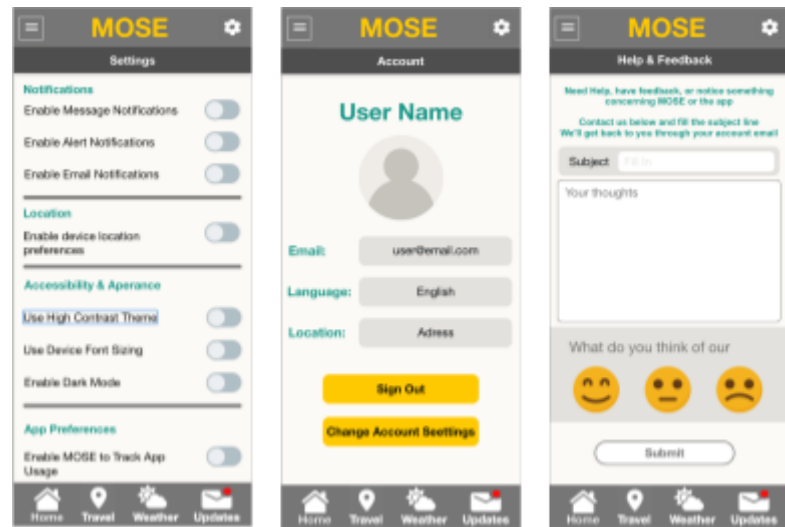 MOSE
Settings
Notifications
Enable Message Notifications
Enable Alert Notifications
Enable Email Notifications
Location
Enable device location
preferences
Accessibility & Aperance
Use High Contrast Theme
Use Device Font Sizing
Enable Dark Mode
App Preferences
Enable MOSE to Track App
Usage
Home Travel Weather Updates
MOSE
Account
User Name
Email: user@email.com
Language: English
Location: Adress
Sign Out
Change Account Seettings
Home Travel Weather Updates
MOSE
Help & Feedback
Need Help, have feedback, or notice something
concerning MOSE or the app
Contact us below and fill the subject line
We'll get back to you through your account email
Subject Fill In
Your thoughts
What do you think of our
Submit
Home Travel Weather Updates